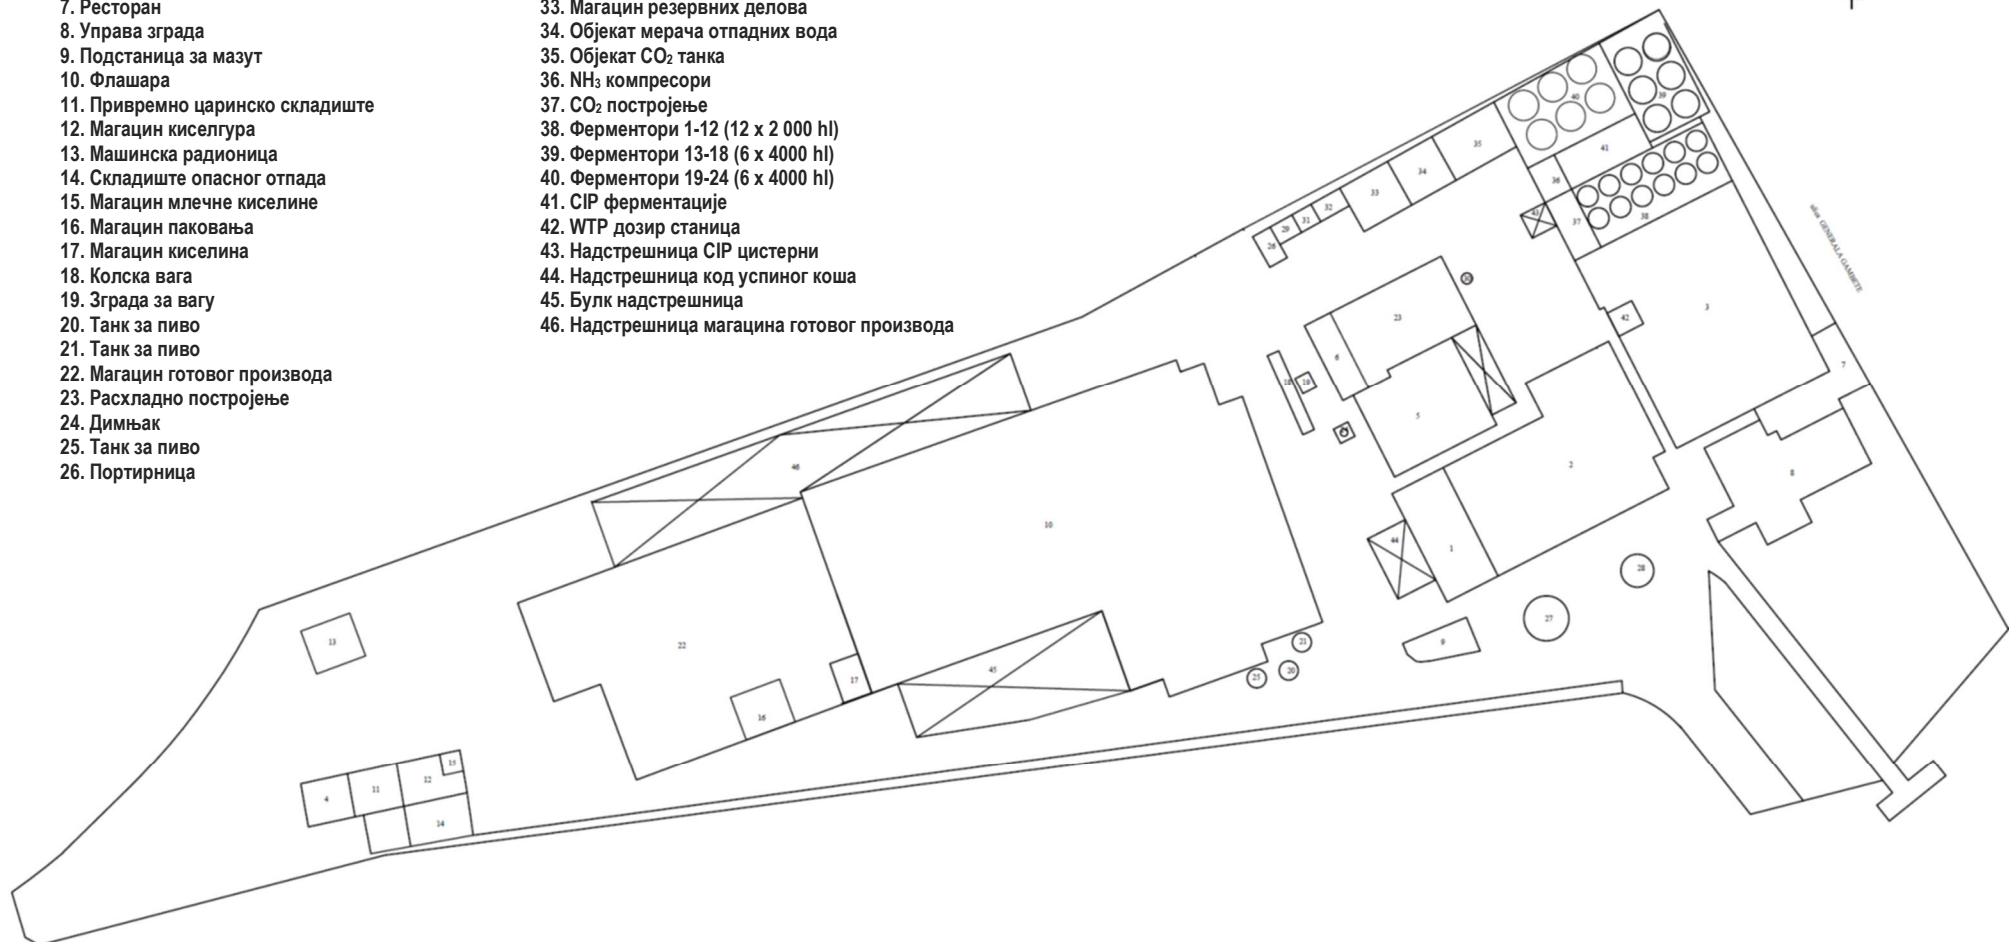 7. Ресторан
8. Управа зграда
9. Подстаница за мазут
10. Флашара
11. Привремно царинско складиште
12. Магацин киселгура
13. Машинска радионица
14. Складиште опасног отпада
15. Магацин млечне киселине
16. Магацин паковања
17. Магацин киселина
18. Колска вага
19. Зграда за вагу
20. Танк за пиво
21. Танк за пиво
22. Магацин готовог производа
23. Расхладно постројење
24. Димњак
25. Танк за пиво
26. Портирница
33. Магацин резервних делова
34. Објекат мерача отпадних вода
35. Објекат CO₂ танка
36. NH₃ компресори
37. CO₂ постројење
38. Ферментори 1-12 (12 x 2 000 hl)
39. Ферментори 13-18 (6 x 4000 hl)
40. Ферментори 19-24 (6 x 4000 hl)
41. CIP ферментације
42. WTP дозир станица
43. Надстрешница CIP цистерни
44. Надстрешница код успиног коша
45. Булк надстрешница
46. Надстрешница магацина готовог производа
40
39
35
41
34
36
33
32
31
29
26
43
37
38
3
42
23
6
7
18
19
5
2
8
46
10
44
1
28
27
9
21
20
25
13
22
45
17
16
15
12
11
4
14
ulica GENERALA GAMBETE